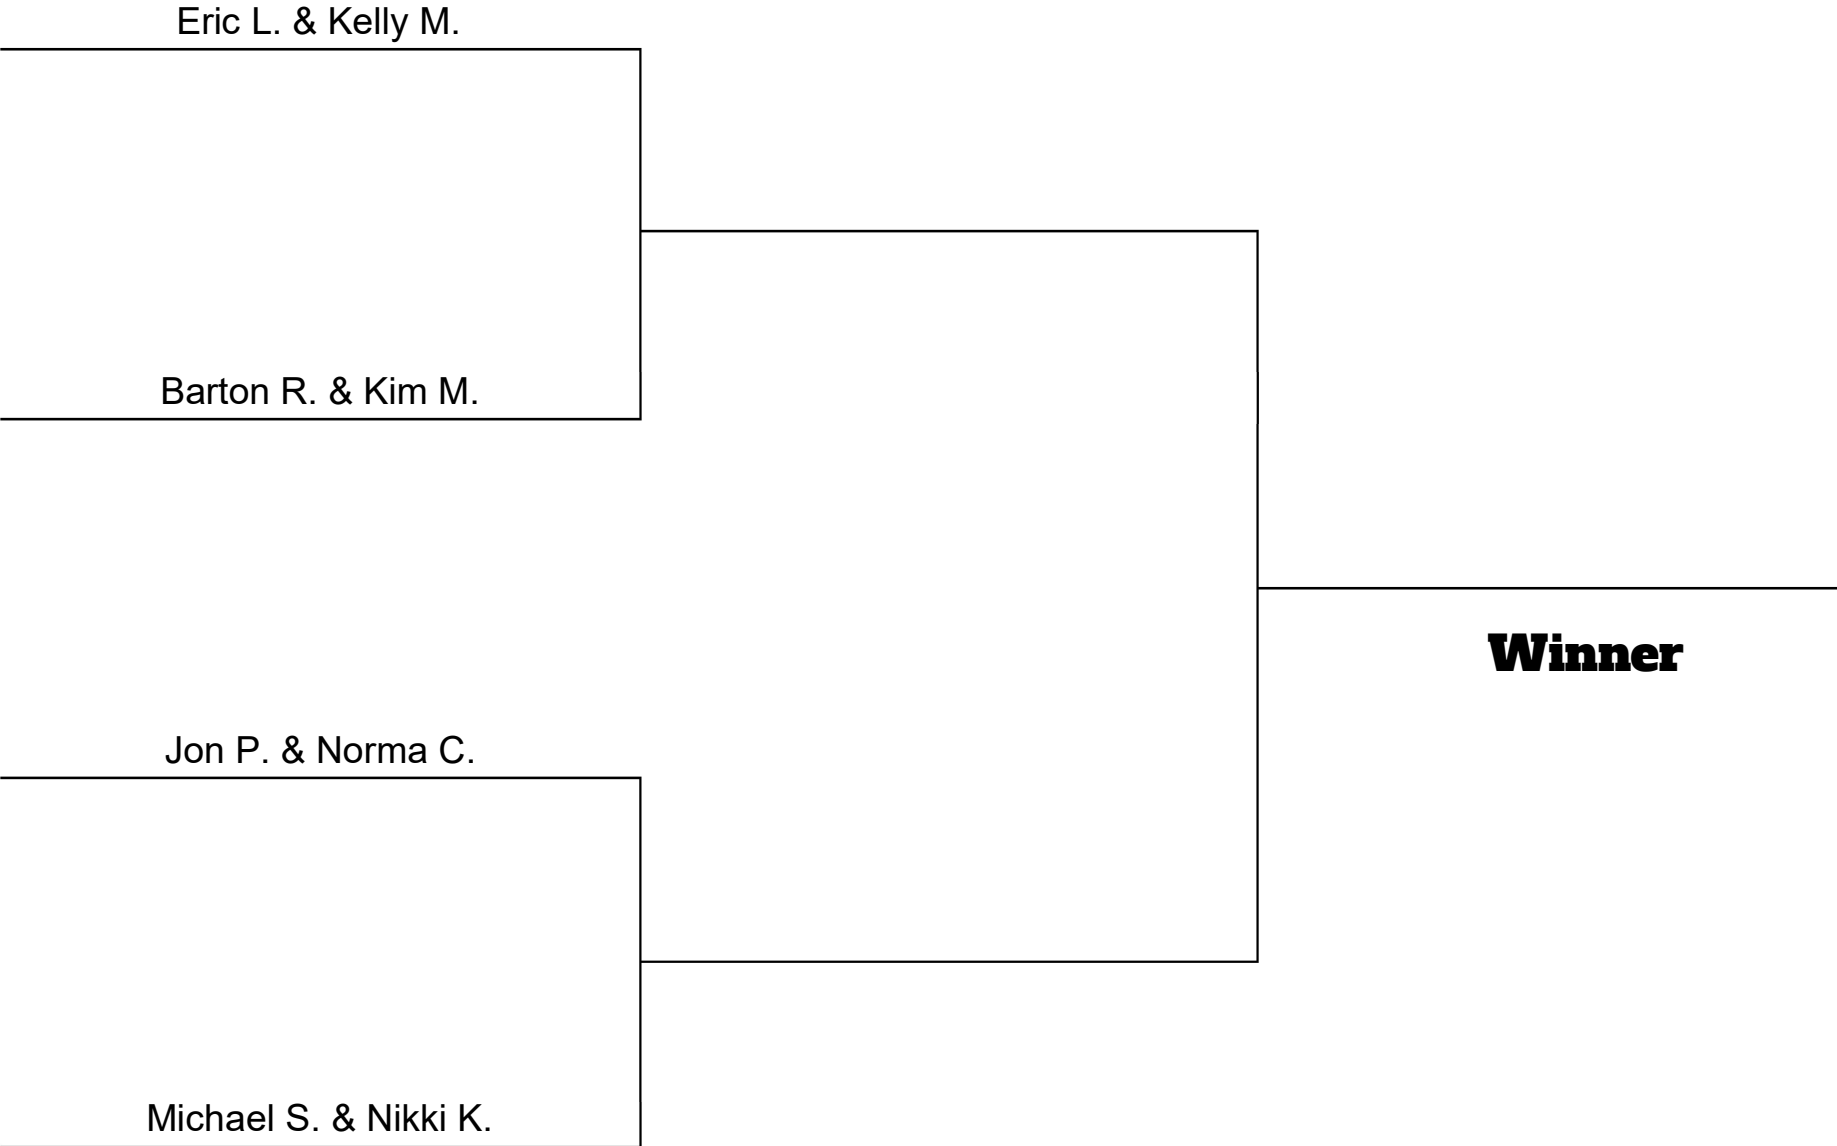 Eric L. & Kelly M.
Barton R. & Kim M.
Winner
Jon P. & Norma C.
Michael S. & Nikki K.